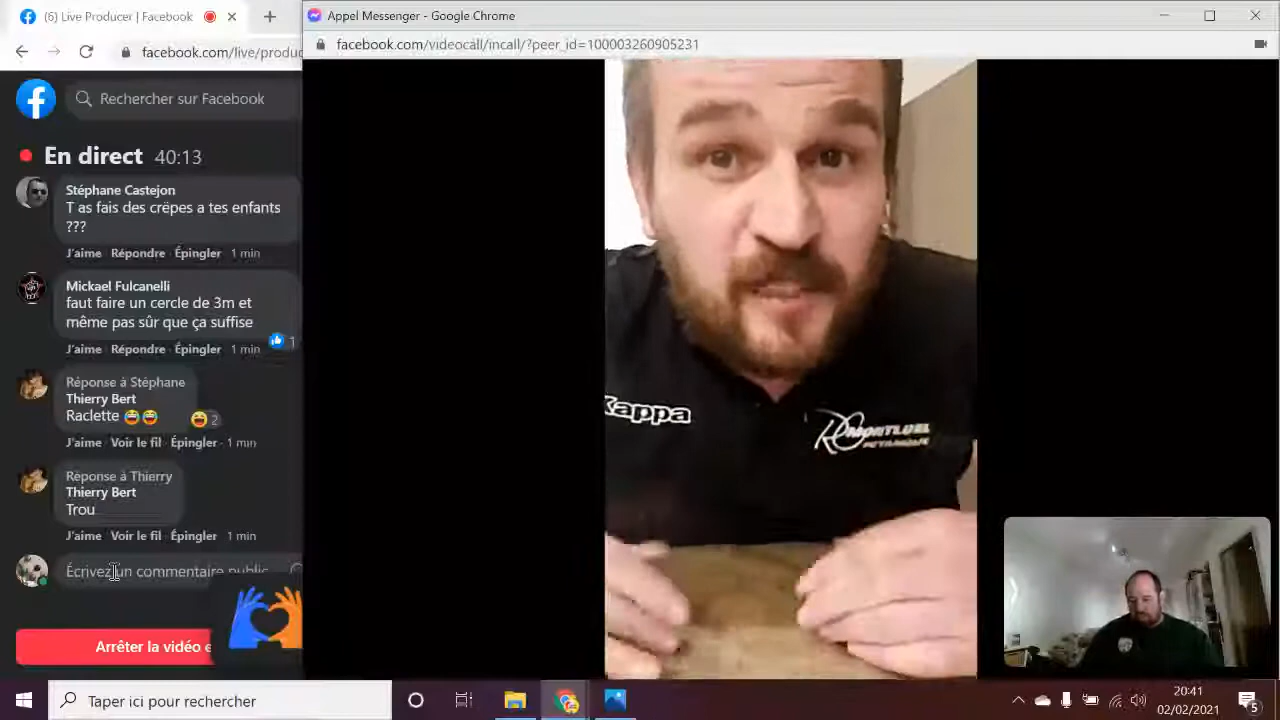 (6) Live Producer | Facebook
Appel Messenger - Google Chrome
facebook.com/live/produc
facebook.com/videocall/incall/?peer_id=100003260905231
Rechercher sur Facebook
En direct 40:13
Stéphane Castejon
T as fais des crêpes a tes enfants
???
J'aime Répondre · Épingler · 1 min
Mickael Fulcanelli
faut faire un cercle de 3m et
même pas sûr que ça suffise
1
J'aime · Répondre · Épingler · 1 min
Réponse à Stéphane
Thierry Bert
Raclette 😂😂
2
J'aime · Voir le fil · Épingler · 1 min
Réponse à Thierry
Thierry Bert
Trou
J'aime · Voir le fil · Épingler · 1 min
Écrivez un commentaire public
Arrêter la vidéo e
Kappa
MONTLUEL
PETANQUE
Taper ici pour rechercher
20:41
02/02/2021
5